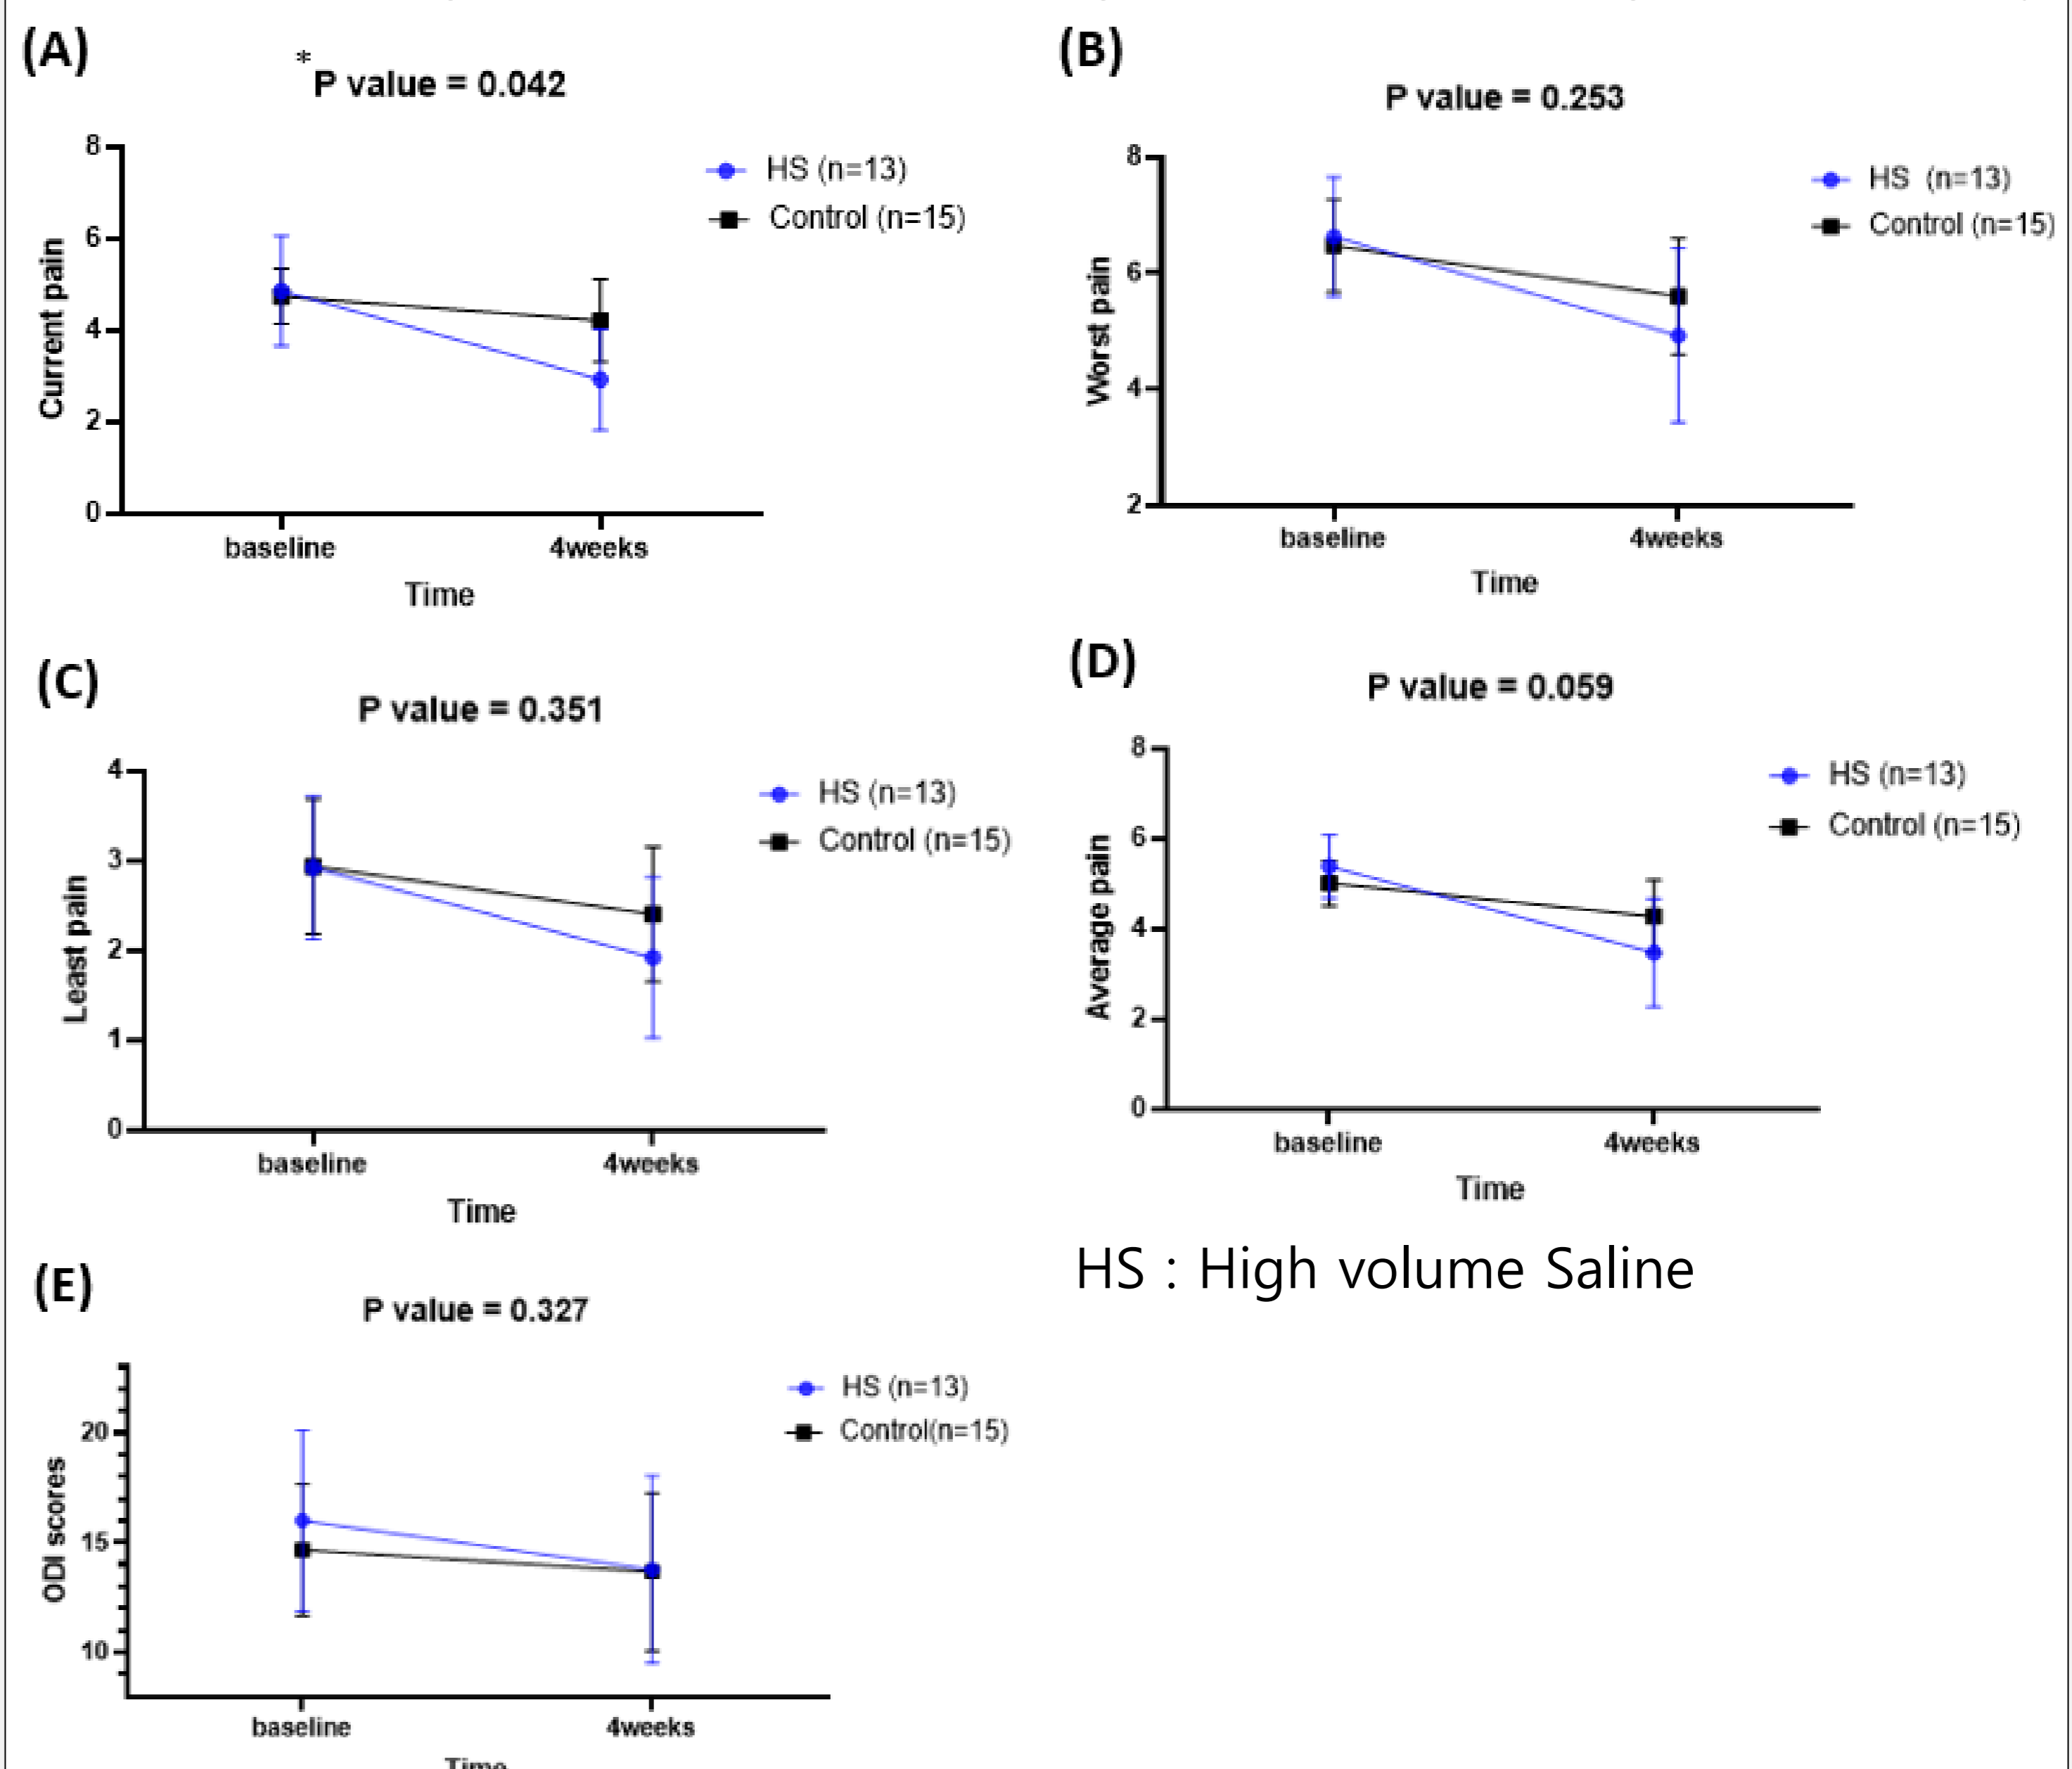 (A)
*
P value = 0.042
8
6
4
2
0
Current pain
HS (n=13)
Control (n=15)
baseline
4weeks
Time
(B)
P value = 0.253
8
6
4
2
Worst pain
HS (n=13)
Control (n=15)
baseline
4weeks
Time
(C)
P value = 0.351
4
3
2
1
0
Least pain
HS (n=13)
Control (n=15)
baseline
4weeks
Time
(D)
P value = 0.059
8
6
4
2
0
Average pain
HS (n=13)
Control (n=15)
baseline
4weeks
Time
HS : High volume Saline
(E)
P value = 0.327
20
15
10
ODI scores
HS (n=13)
Control(n=15)
baseline
4weeks
Time